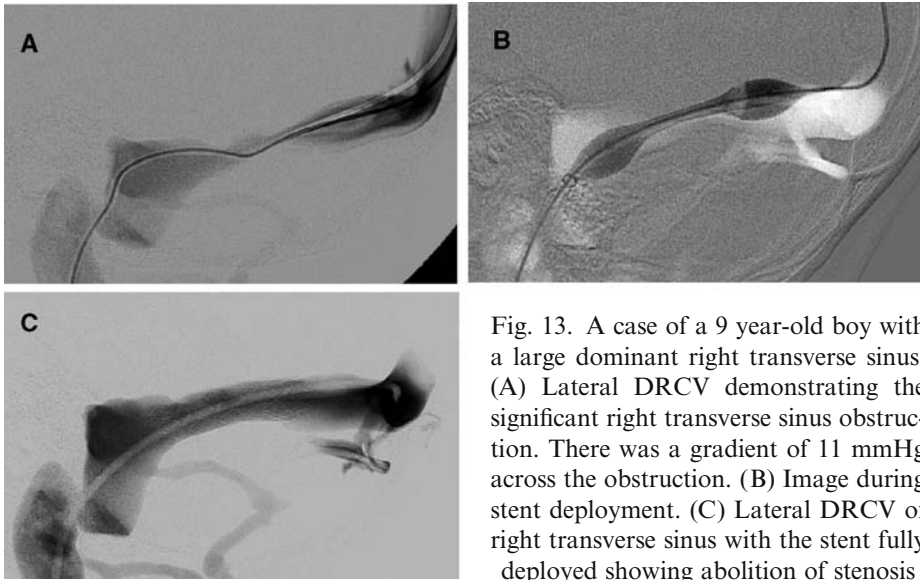 A
B
C
Fig. 13. A case of a 9 year-old boy with
a large dominant right transverse sinus
(A) Lateral DRCV demonstrating the
significant right transverse sinus obstruc-
tion. There was a gradient of 11 mmHg
across the obstruction. (B) Image during
stent deployment. (C) Lateral DRCV of
right transverse sinus with the stent fully
deployed showing abolition of stenosis